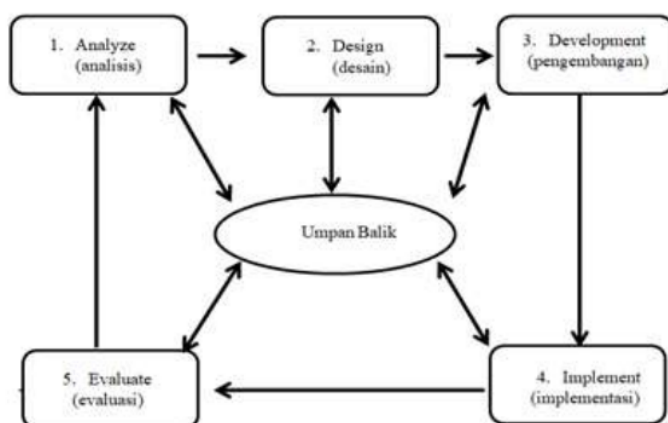 1. Analyze
(analisis)
2. Design
(desain)
3. Development
(pengembangan)
Umpan Balik
5. Evaluate
(evaluasi)
4. Implement
(implementasi)